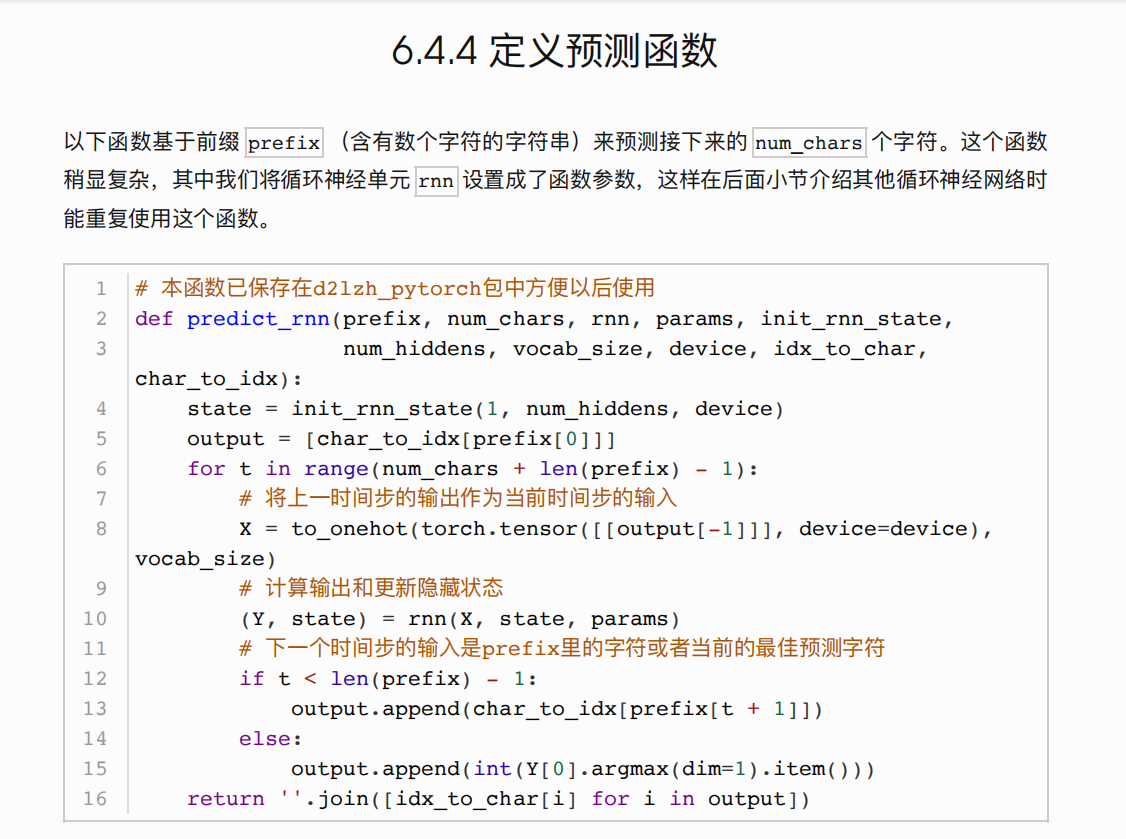 6.4.4 定义预测函数
以下函数基于前缀 prefix （含有数个字符的字符串）来预测接下来的 num_chars 个字符。这个函数
稍显复杂，其中我们将循环神经单元 rnn 设置成了函数参数，这样在后面小节介绍其他循环神经网络时
能重复使用这个函数。
1 # 本函数已保存在d2lzh_pytorch包中方便以后使用
2 def predict_rnn(prefix, num_chars, rnn, params, init_rnn_state,
3                 num_hiddens, vocab_size, device, idx_to_char,
char_to_idx):
4     state = init_rnn_state(1, num_hiddens, device)
5     output = [char_to_idx[prefix[0]]]
6     for t in range(num_chars + len(prefix) - 1):
7         # 将上一时间步的输出作为当前时间步的输入
8         X = to_onehot(torch.tensor([[output[-1]]], device=device),
vocab_size)
9         # 计算输出和更新隐藏状态
10         (Y, state) = rnn(X, state, params)
11         # 下一个时间步的输入是prefix里的字符或者当前的最佳预测字符
12         if t < len(prefix) - 1:
13             output.append(char_to_idx[prefix[t + 1]])
14         else:
15             output.append(int(Y[0].argmax(dim=1).item()))
16     return ''.join([idx_to_char[i] for i in output])